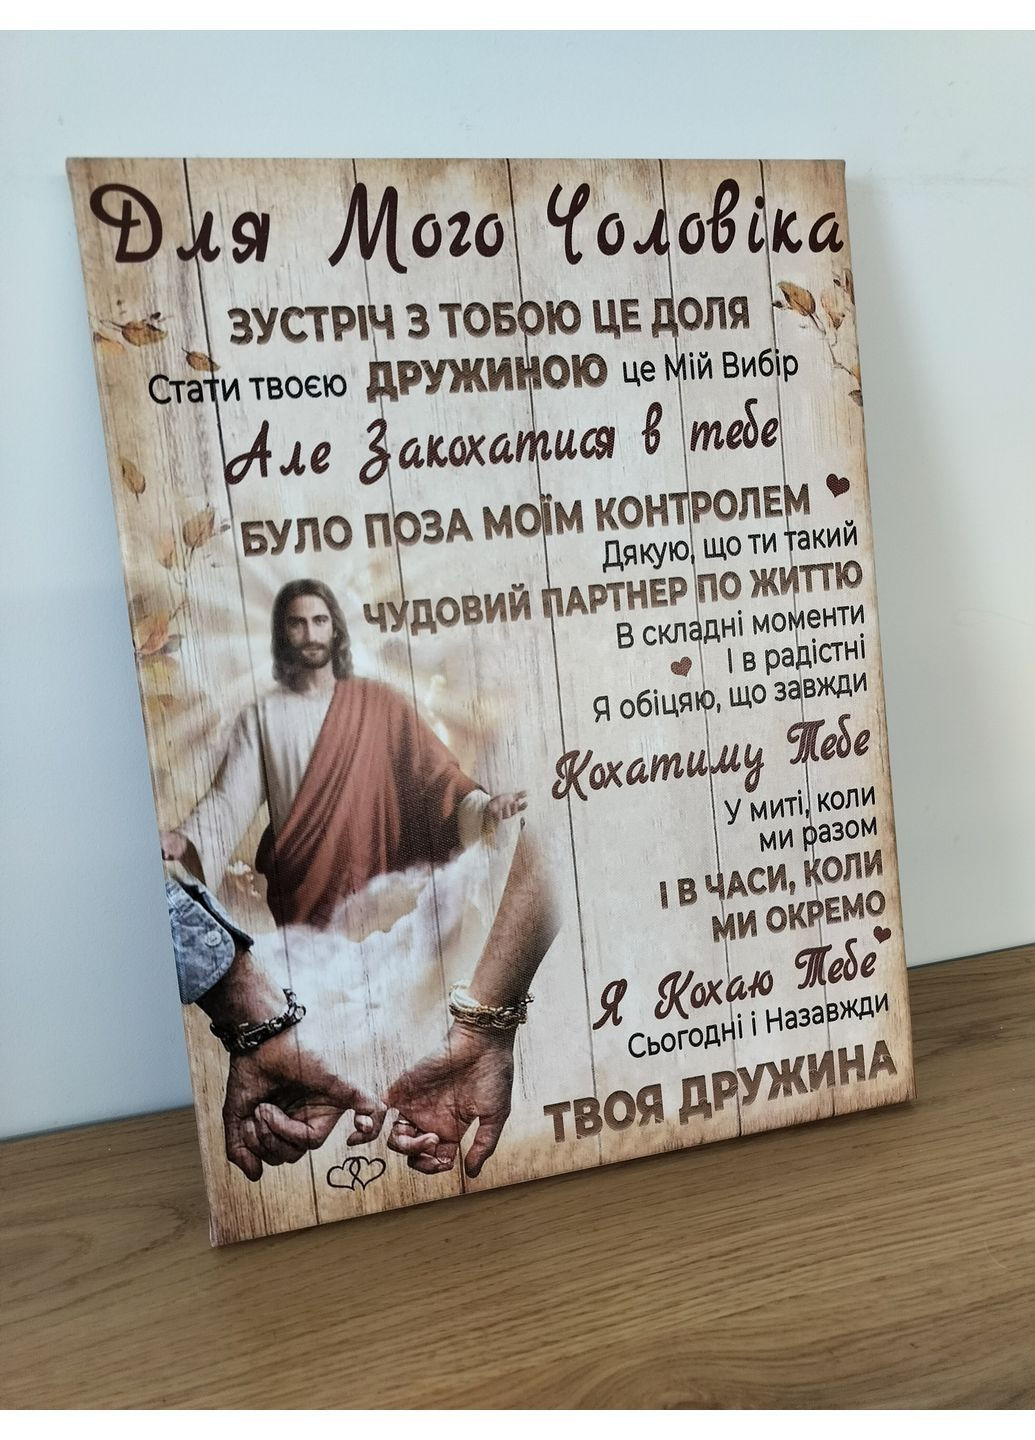 Для Мого Чоловіка
ЗУСТРІЧ З ТОБОЮ ЦЕ ДОЛЯ
Стати твоєю ДРУЖИНОЮ це Мій Вибір
Але Закохатися в тебе
БУЛО ПОЗА МОЇМ КОНТРОЛЕМ
Дякую, що ти такий
ЧУДОВИЙ ПАРТНЕР ПО ЖИТТЮ
В складні моменти
І в радістні
Я обіцяю, що завжди
Кохатиму Тебе
У миті, коли
ми разом
І В ЧАСИ, КОЛИ
МИ ОКРЕМО
Я Кохаю Тебе
Сьогодні і Назавжди
ТВОЯ ДРУЖИНА